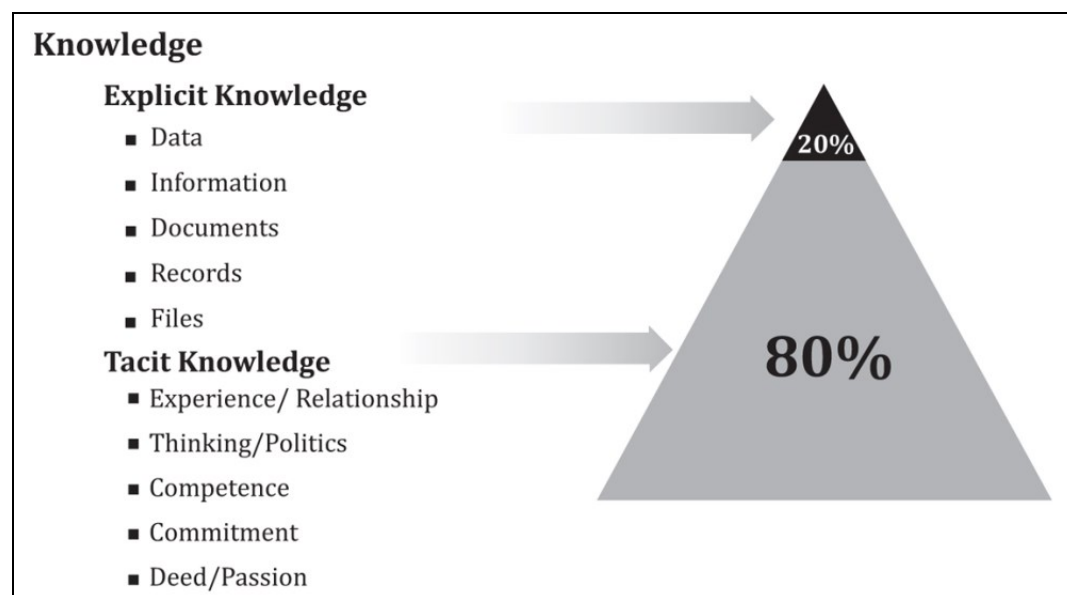 Knowledge
Explicit Knowledge
▪ Data
▪ Information
▪ Documents
▪ Records
▪ Files
Tacit Knowledge
▪ Experience/ Relationship
▪ Thinking/Politics
▪ Competence
▪ Commitment
▪ Deed/Passion
20%
80%